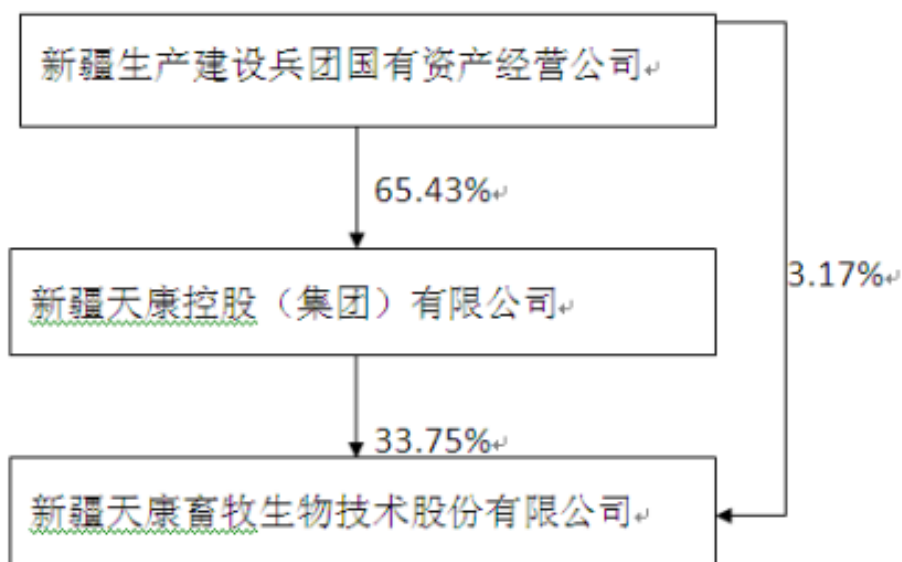 新疆生产建设兵团国有资产经营公司
65.43%
3.17%
新疆天康控股（集团）有限公司
33.75%
新疆天康畜牧生物技术股份有限公司